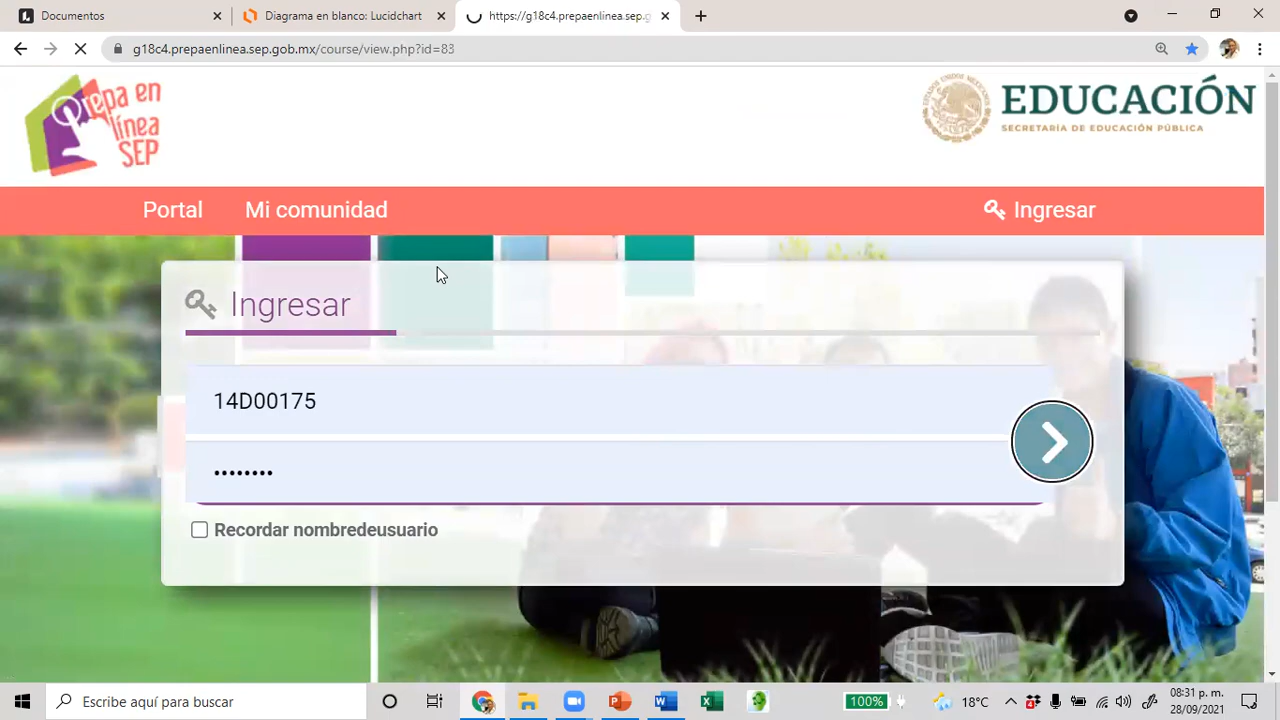 Documentos
Diagrama en blanco: Lucidchart
https://g18c4.prepaenlinea.sep.g
g18c4.prepaenlinea.sep.gob.mx/course/view.php?id=83
Prepa en
línea
SEP
EDUCACIÓN
SECRETARÍA DE EDUCACIÓN PÚBLICA
Portal
Mi comunidad
Ingresar
Ingresar
14D00175
••••••••
Recordar nombredeusuario
Escribe aquí para buscar
100%
18°C
08:31 p. m.
28/09/2021